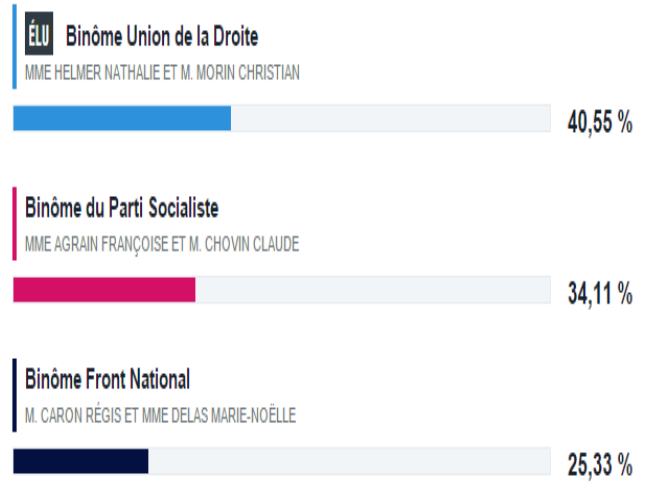 ÉLU Binôme Union de la Droite
MME HELMER NATHALIE ET M. MORIN CHRISTIAN
40,55 %
Binôme du Parti Socialiste
MME AGRAIN FRANÇOISE ET M. CHOVIN CLAUDE
34,11 %
Binôme Front National
M. CARON RÉGIS ET MME DELAS MARIE-NOËLLE
25,33 %